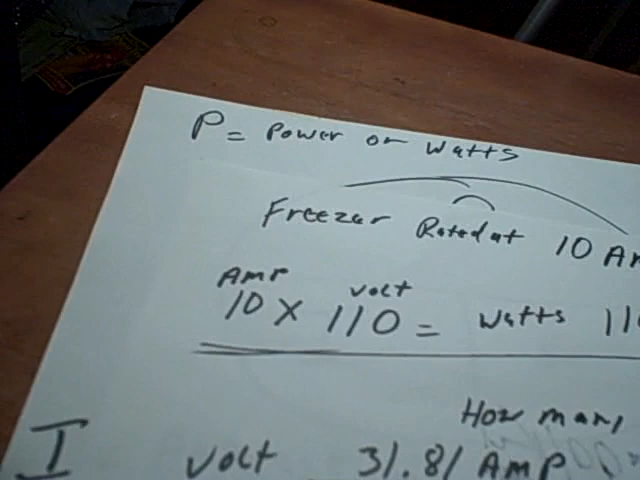 P = Power or Watts
Freezer Rated at 10 Am
Amp volt
10 x 110 = Watts 11
How many
I volt 31.81 Amp